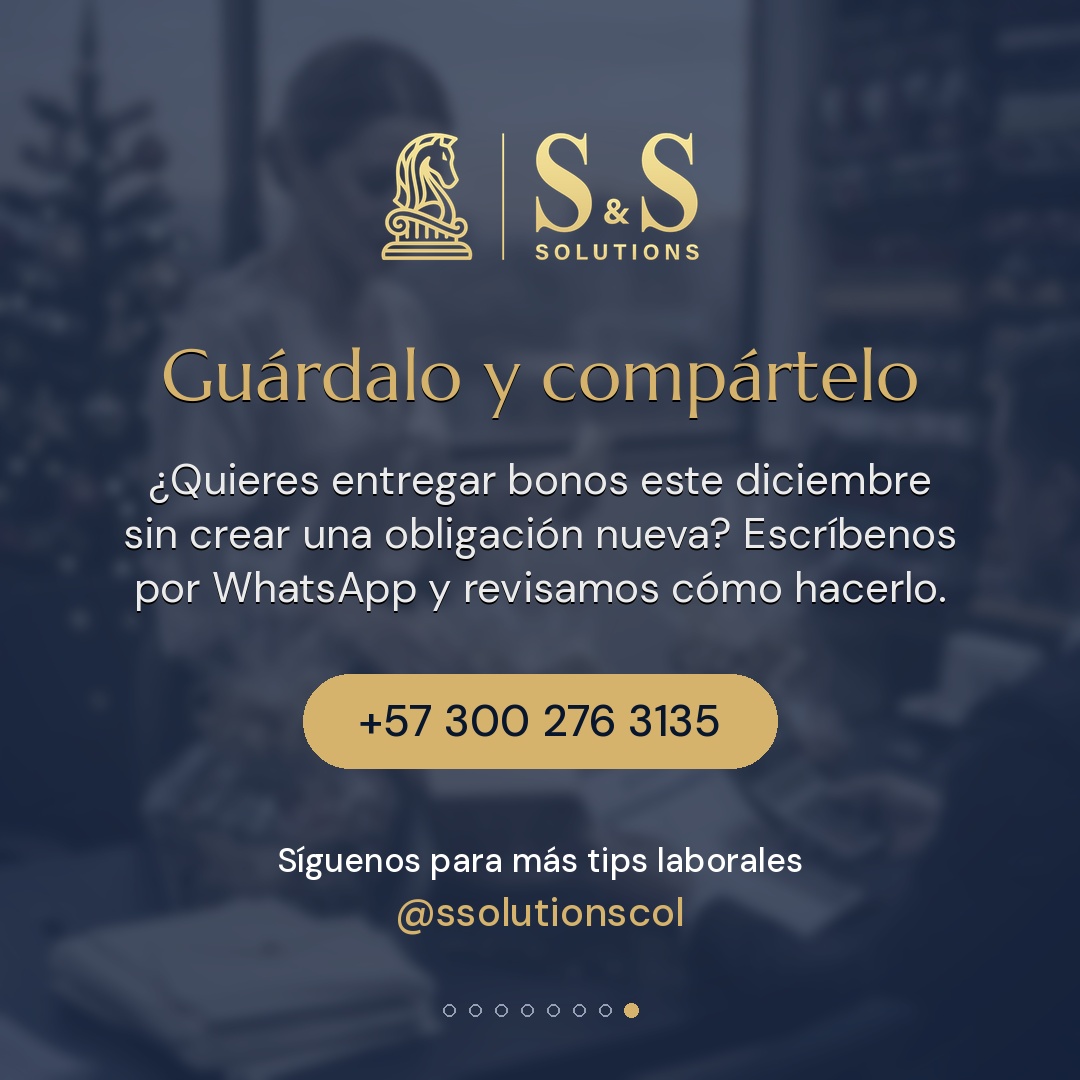 S&S
SOLUTIONS
Guárdalo y compártelo
¿Quieres entregar bonos este diciembre
sin crear una obligación nueva? Escríbenos
por WhatsApp y revisamos cómo hacerlo.
+57 300 276 3135
Síguenos para más tips laborales
@ssolutionscol